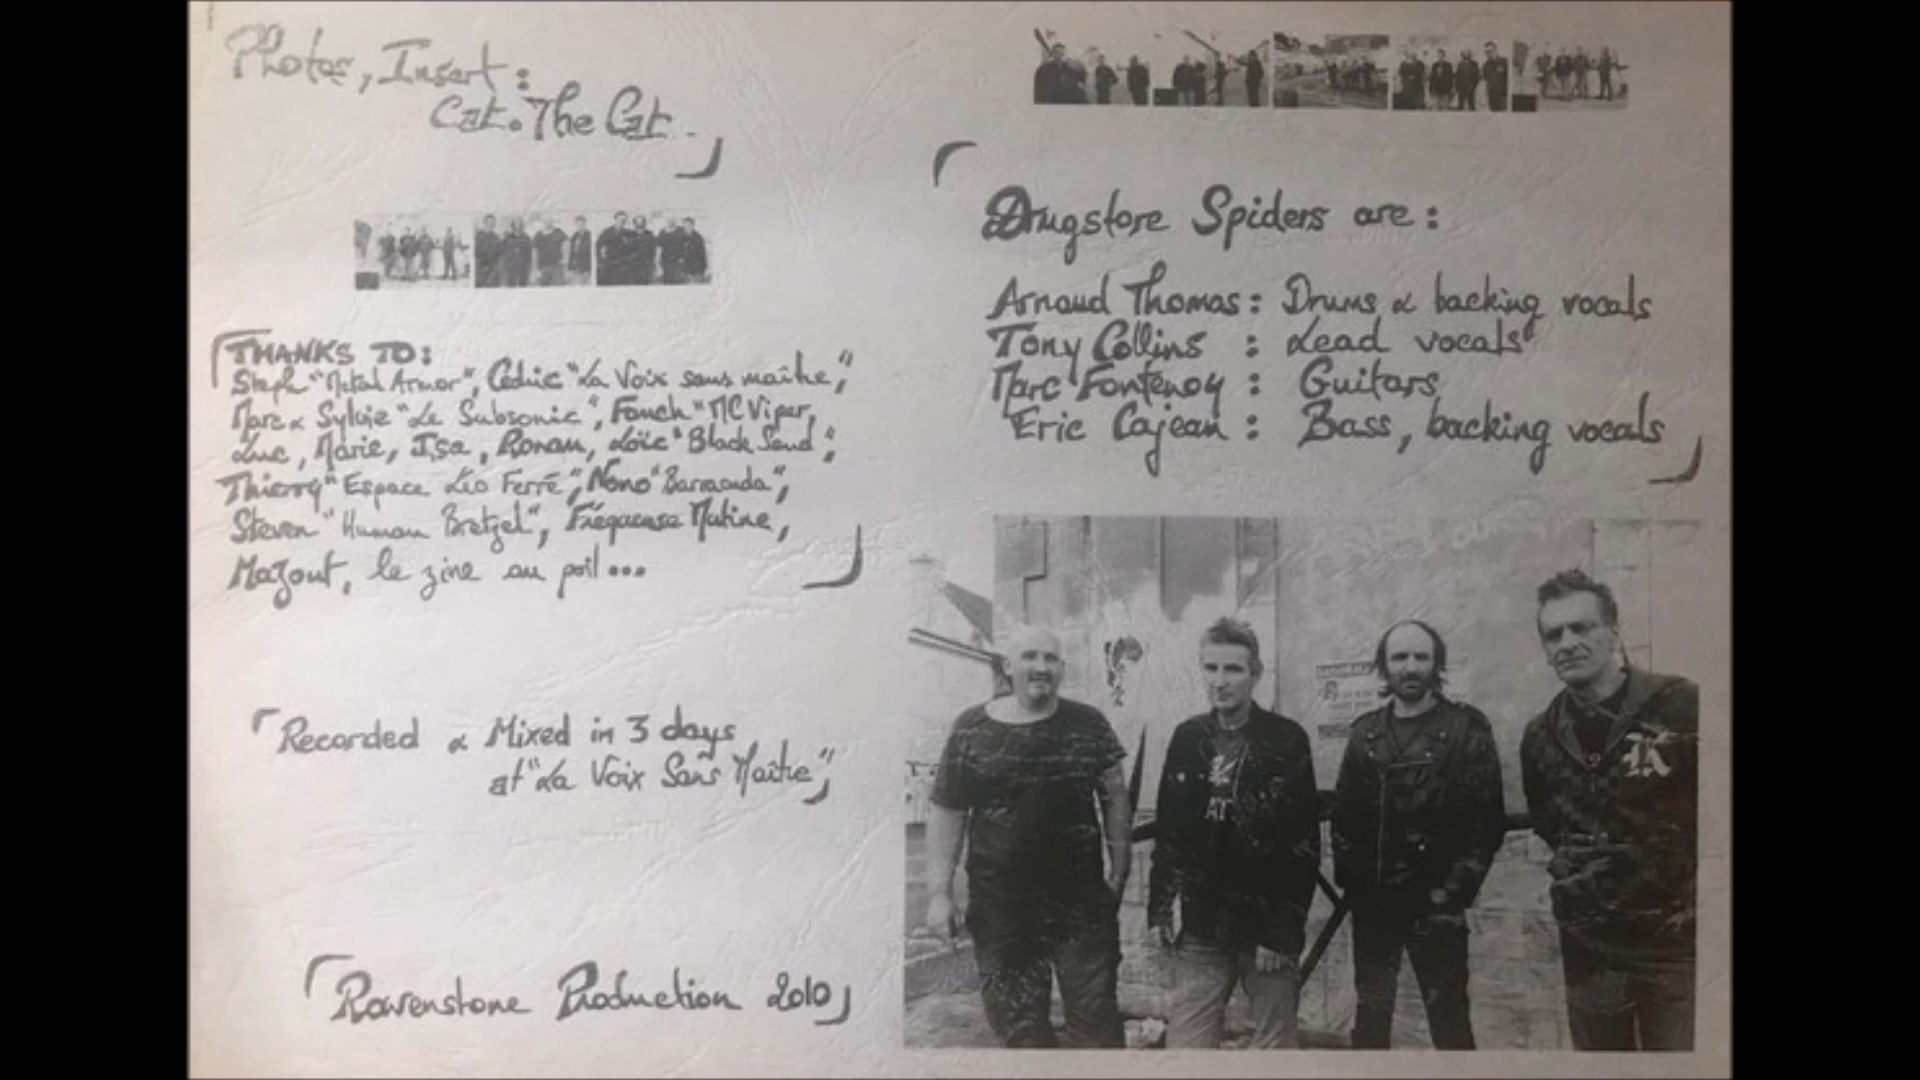 Photos, Insert:
Cat. The Cat.
THANKS TO:
Steph "Metal Armor", Cédric "La Voix sans maître",
Marc & Sylvie "Le Subsonic", Fanch "MC Viper,
Luc, Marie, Isa, Ronan, Loïc "Black Sand",
Thierry "Espace Léo Ferré", Nono "Barracuda",
Steven "Human Bretzel", Fréquence Mutine,
Mazout, le zine au poil...
Recorded & Mixed in 3 days
at "La Voix Sans Maître"
Rawenstone Production 2010
Drugstore Spiders are:
Arnaud Thomas: Drums & backing vocals
Tony Collins : Lead vocals
Marc Fontenoy : Guitars
Eric Cajean : Bass, backing vocals